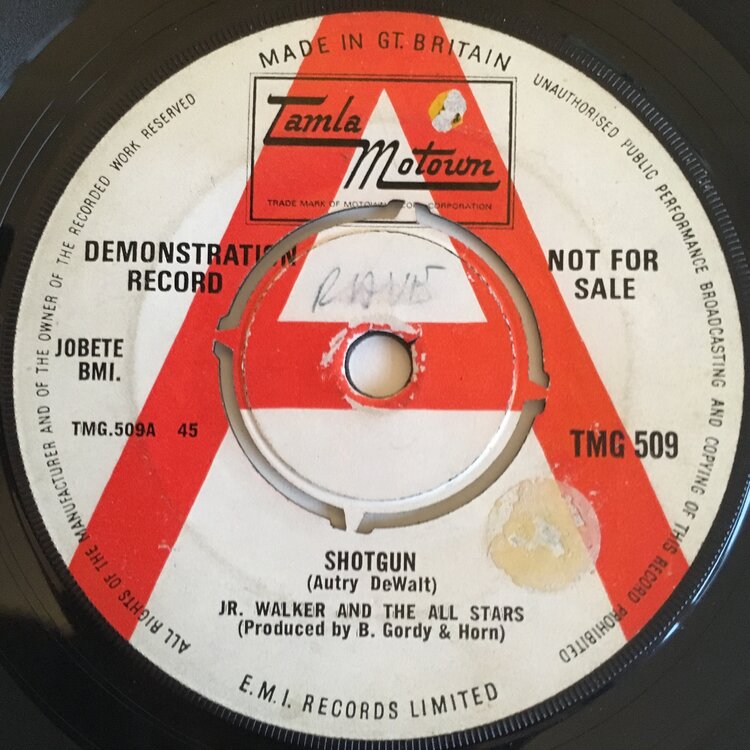 MADE IN GT. BRITAIN
UNAUTHORISED PUBLIC PERFORMANCE BROADCASTING AND COPYING OF THIS RECORD PROHIBITED
ALL RIGHTS OF THE MANUFACTURER AND OF THE OWNER OF THE RECORDED WORK RESERVED
Tamla
Motown
TRADE MARK OF MOTOWN CORPORATION
DEMONSTRATION
RECORD
NOT FOR
SALE
JOBETE
BMI.
TMG.509A 45
TMG 509
SHOTGUN
(Autry DeWalt)
JR. WALKER AND THE ALL STARS
(Produced by B. Gordy & Horn)
E.M.I. RECORDS LIMITED